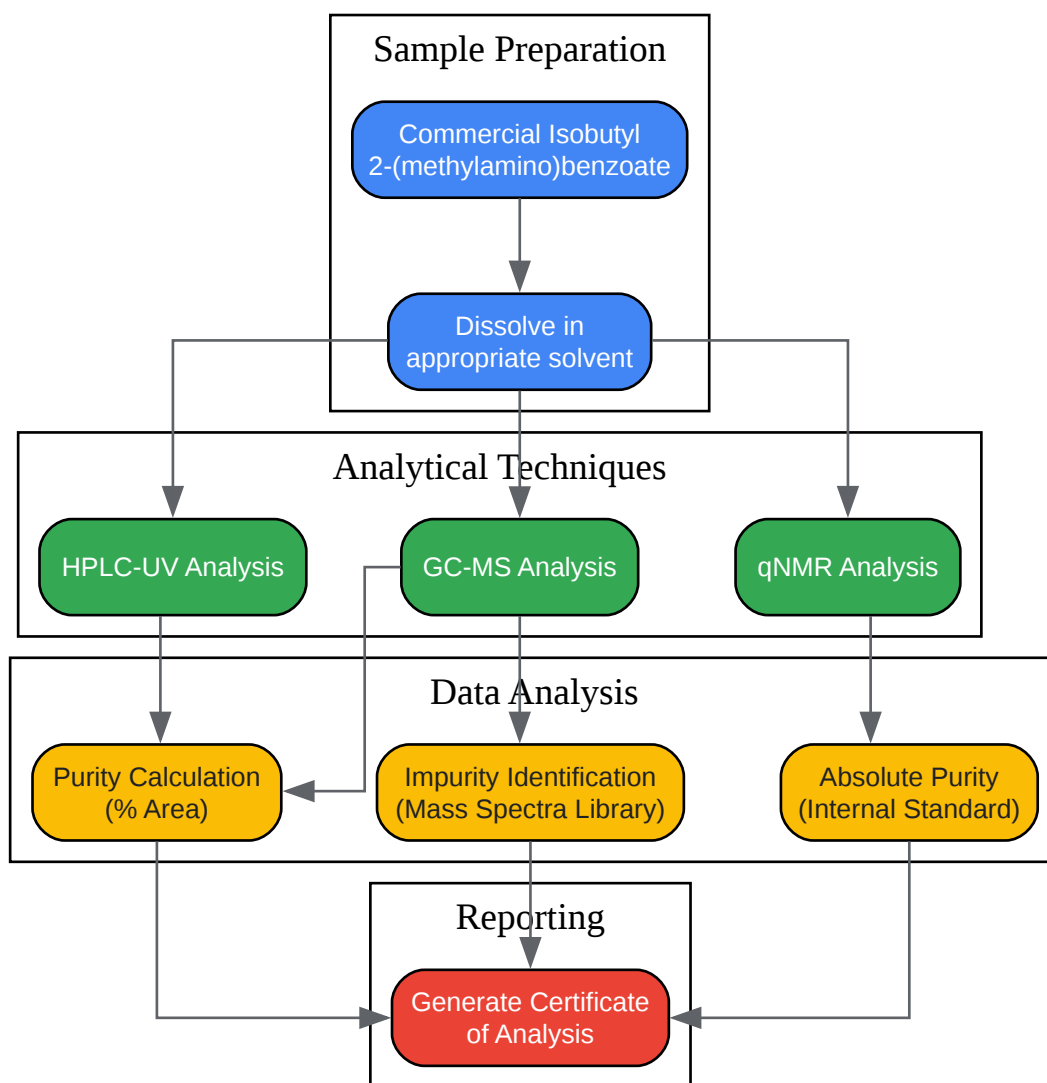 Sample Preparation
Commercial Isobutyl
2-(methylamino)benzoate
Dissolve in
appropriate solvent
Analytical Techniques
HPLC-UV Analysis
GC-MS Analysis
qNMR Analysis
Data Analysis
Purity Calculation
(% Area)
Impurity Identification
(Mass Spectra Library)
Absolute Purity
(Internal Standard)
Reporting
Generate Certificate
of Analysis